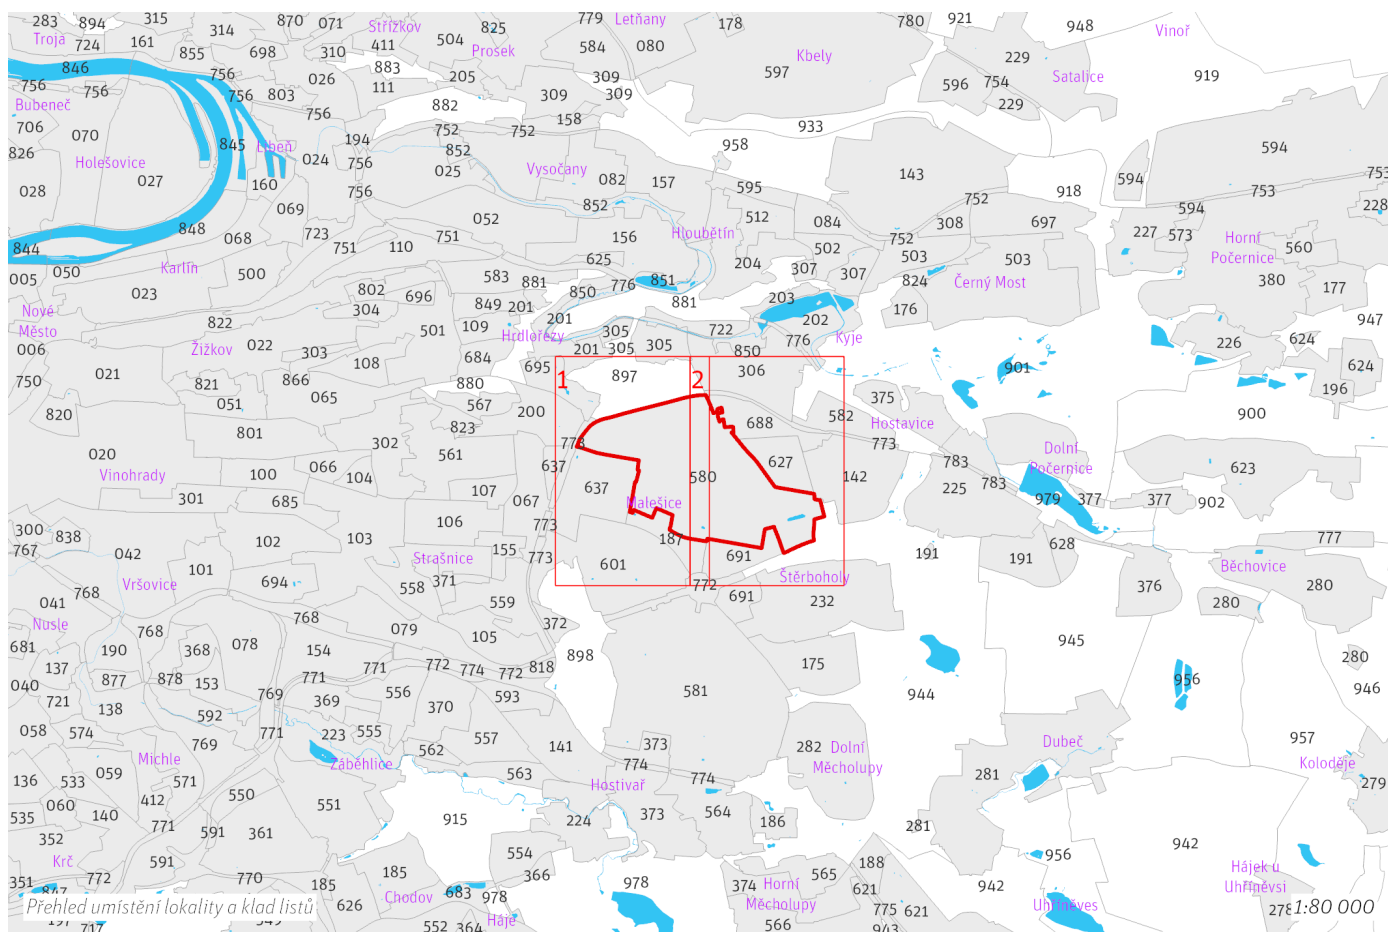 283 894 315 314 870 071 Střížkov 825 779 Letňany 178 780 921 948 Vinoř
Troja 724 161 855 698 310 411 504 Prosek 584 080 Kbely 229
846 756 026 883 205 309 597 596 754 Satalice 919
756 756 756 803 111 309 309 229
Bubeneč 756 882 158 933
706 070 845 Libeň 194 752 752 958 594
826 Holešovice 024 756 852 Vysočany 143
027 025 082 157 595 918 594 753 753
028 160 756 852 752 594 228
069 052 512 084 308 697
844 848 068 723 751 110 751 156 Hloubětín 752 227 573 Horní 560
Karlín 625 204 502 503 503 Počernice
005 050 500 583 881 776 851 307 307 824 Černý Most 380 177
023 802 696 849 201 850 881 203 176
Nové 304 201 202 947
Město 822 501 109 Hrdlořezy 305 722 776 Kyje 226 624
006 Žižkov 022 303 108 684 201 305 305 850 624
750 021 821 866 880 695 1 897 2 306 901 196
051 065 567 200 582 375 900
820 801 823 688 Hostavice
302 773 773 Dolní
020 561 637 627 783 Počernice 623
Vinohrady 100 066 104 580 142
301 685 107 067 637 Malešice 225 783 979 377 377 902
300 838 106 773 187 777
767 042 102 103 155 773 691 191 191 628
Vršovice 101 694 Strašnice 601 Štěrboholy Běchovice
768 371 558 772 376 280
041 559 691 232 280
Nusle 768 768 079 372 945
681 190 368 078 154 105 280
137 877 878 153 771 772 774 772 818 898 175 944 956 946
040 721 138 592 769 771 369 556 593 581
058 574 223 555 370 957
Michle 769 771 562 557 141 373 282 Dolní Dubeč Koloděje
136 533 059 571 Záběhlice 563 774 774 Měcholupy 281 279
060 412 550 551 Hostivař
535 140 771 591 361 915 224 373 564 186 281 942
352 554 956
Krč 591 185 366 188 Hájek u
351 772 770 185 Chodov 683 978 978 374 Horní 565 621 942 Uhříněvsi
847 626 Háje Měcholupy 775 621 Uhříněves 278
552 364 566 943
Přehled umístění lokality a klad listů
1:80 000